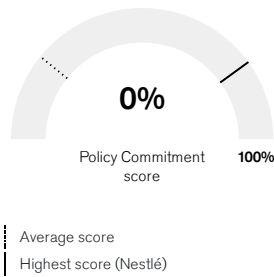 0%
Policy Commitment
score
100%
Average score
Highest score (Nestlé)